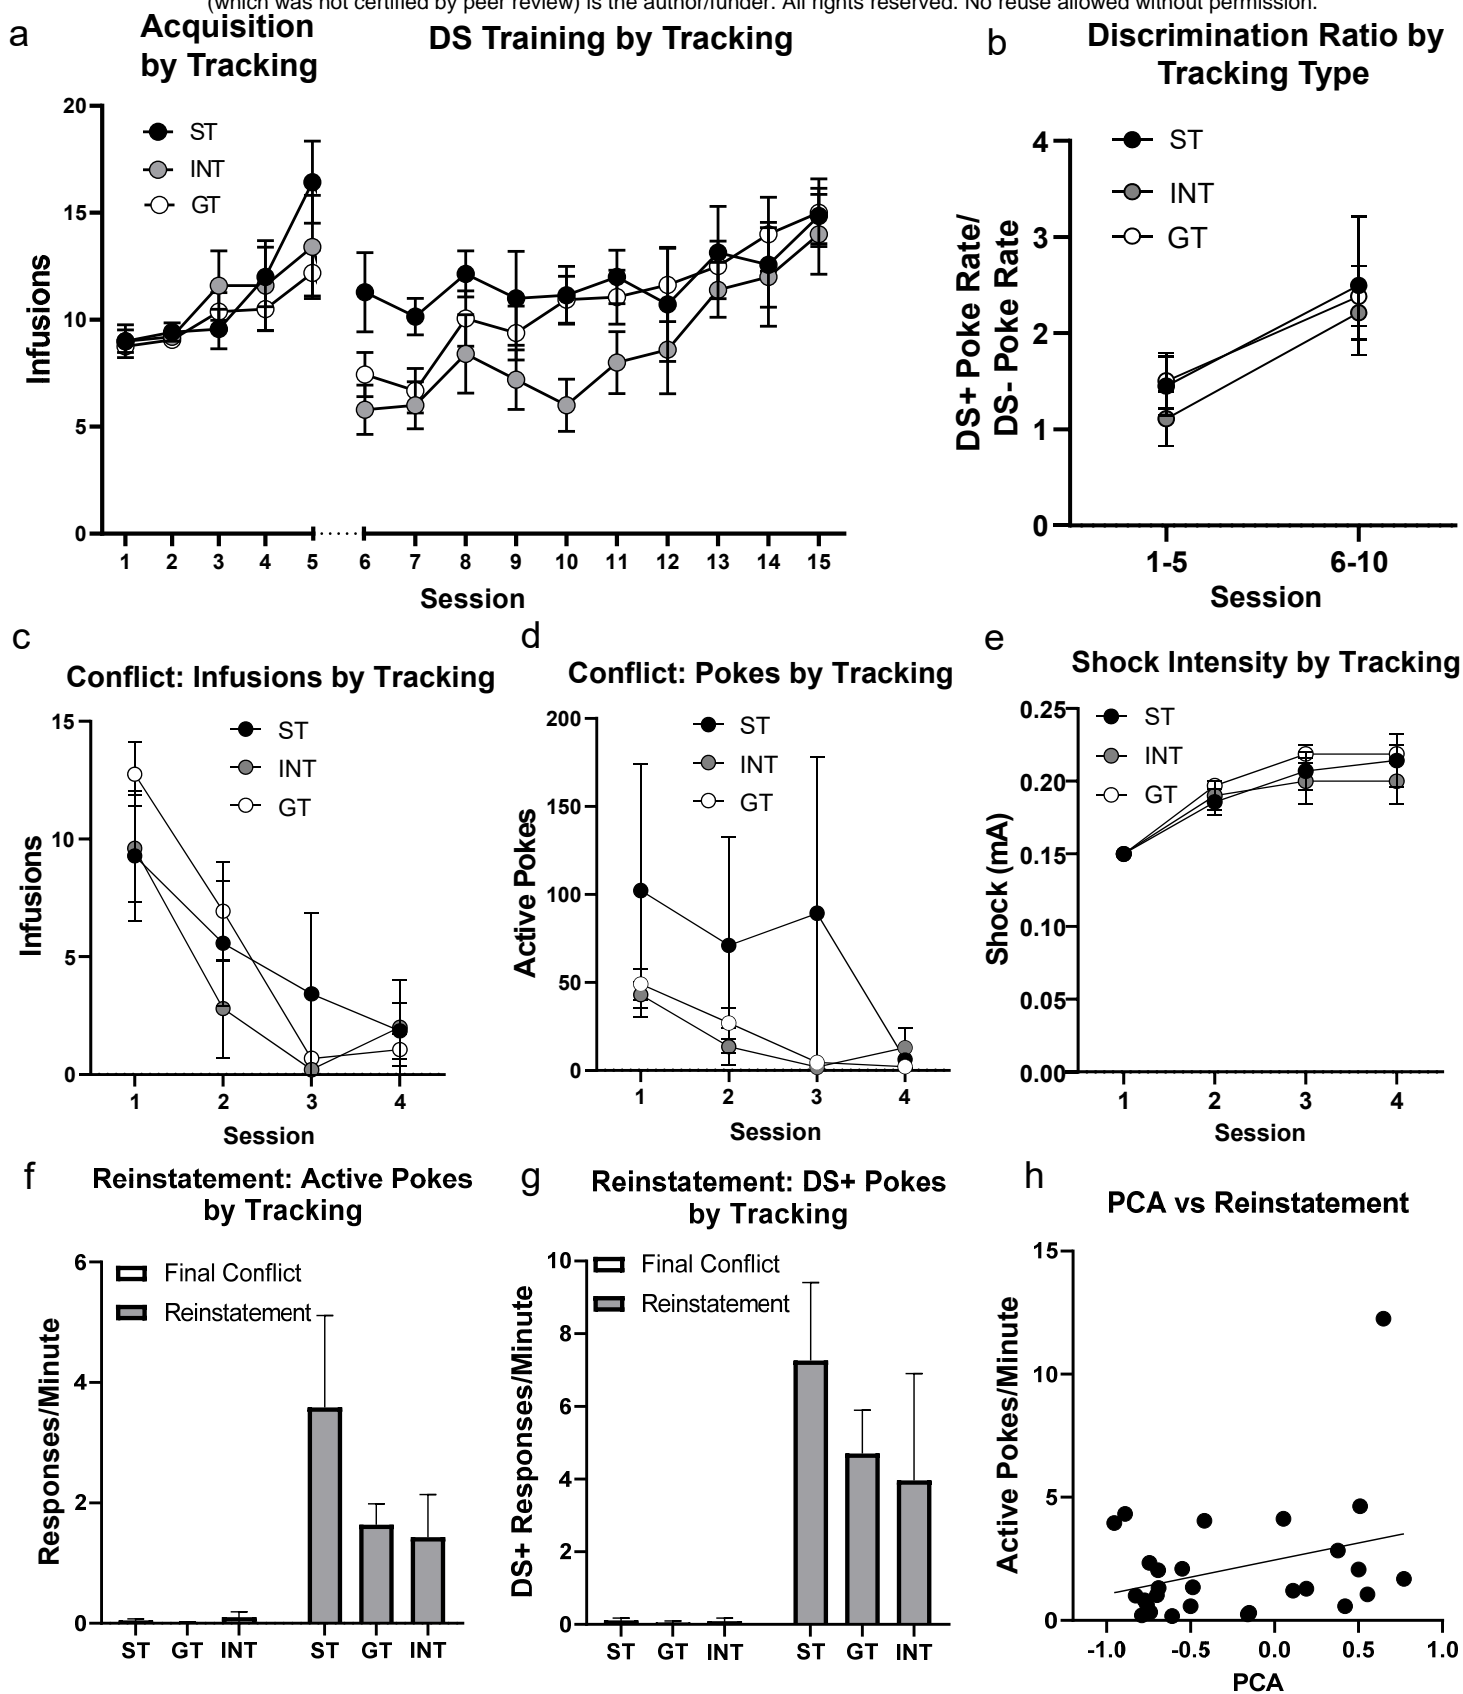 (which was not certified by peer review) is the author/funder. All rights reserved. No reuse allowed without permission.
a
Acquisition
by Tracking
DS Training by Tracking
20
15
10
5
0
Infusions
ST
INT
GT
1 2 3 4 5 6 7 8 9 10 11 12 13 14 15
Session
b
Discrimination Ratio by
Tracking Type
4
3
2
1
0
DS+ Poke Rate/
DS- Poke Rate
ST
INT
GT
1-5 6-10
Session
c
Conflict: Infusions by Tracking
15
10
5
0
Infusions
ST
INT
GT
1 2 3 4
Session
d
Conflict: Pokes by Tracking
200
150
100
50
0
Active Pokes
ST
INT
GT
1 2 3 4
Session
e
Shock Intensity by Tracking
0.25
0.20
0.15
0.10
0.05
0.00
Shock (mA)
ST
INT
GT
1 2 3 4
Session
f
Reinstatement: Active Pokes
by Tracking
6
4
2
0
Responses/Minute
Final Conflict
Reinstatement
ST GT INT ST GT INT
g
Reinstatement: DS+ Pokes
by Tracking
10
8
6
4
2
0
DS+ Responses/Minute
Final Conflict
Reinstatement
ST GT INT ST GT INT
h
PCA vs Reinstatement
15
10
5
0
Active Pokes/Minute
-1.0 -0.5 0.0 0.5 1.0
PCA